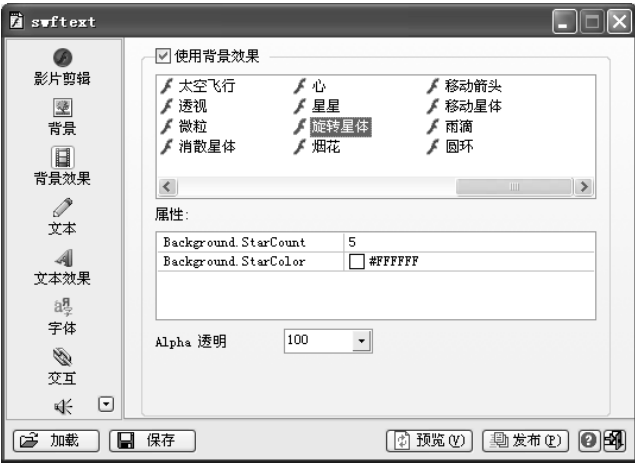 swftext
影片剪辑
背景
背景效果
文本
文本效果
字体
交互
使用背景效果
太空飞行 心 移动箭头
透视 星星 移动星体
微粒 旋转星体 雨滴
消散星体 烟花 圆环
属性:
Background.StarCount 5
Background.StarColor #FFFFFF
Alpha 透明 100
加载 保存 预览(V) 发布(P)